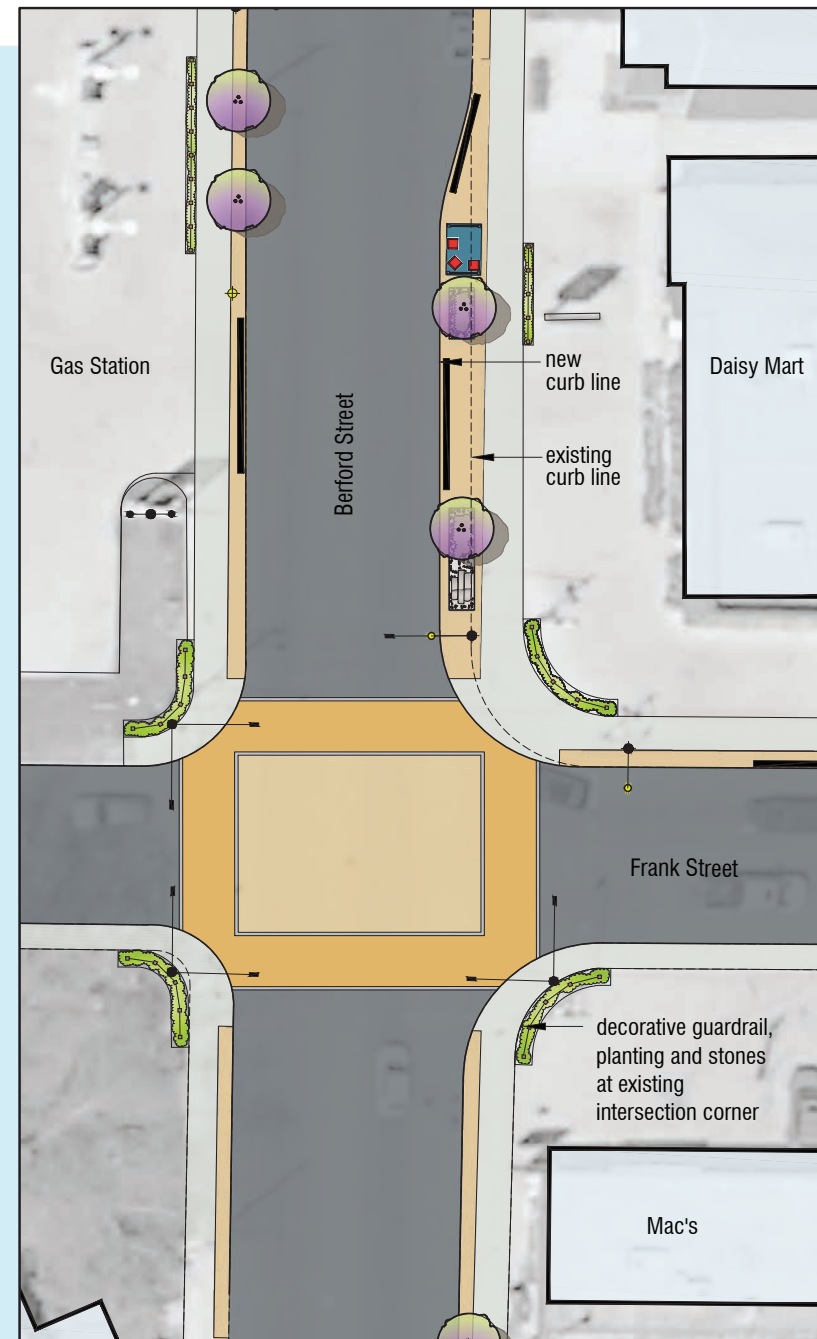 Gas Station
Berford Street
new
curb line
Daisy Mart
existing
curb line
Frank Street
decorative guardrail,
planting and stones
at existing
intersection corner
Mac's